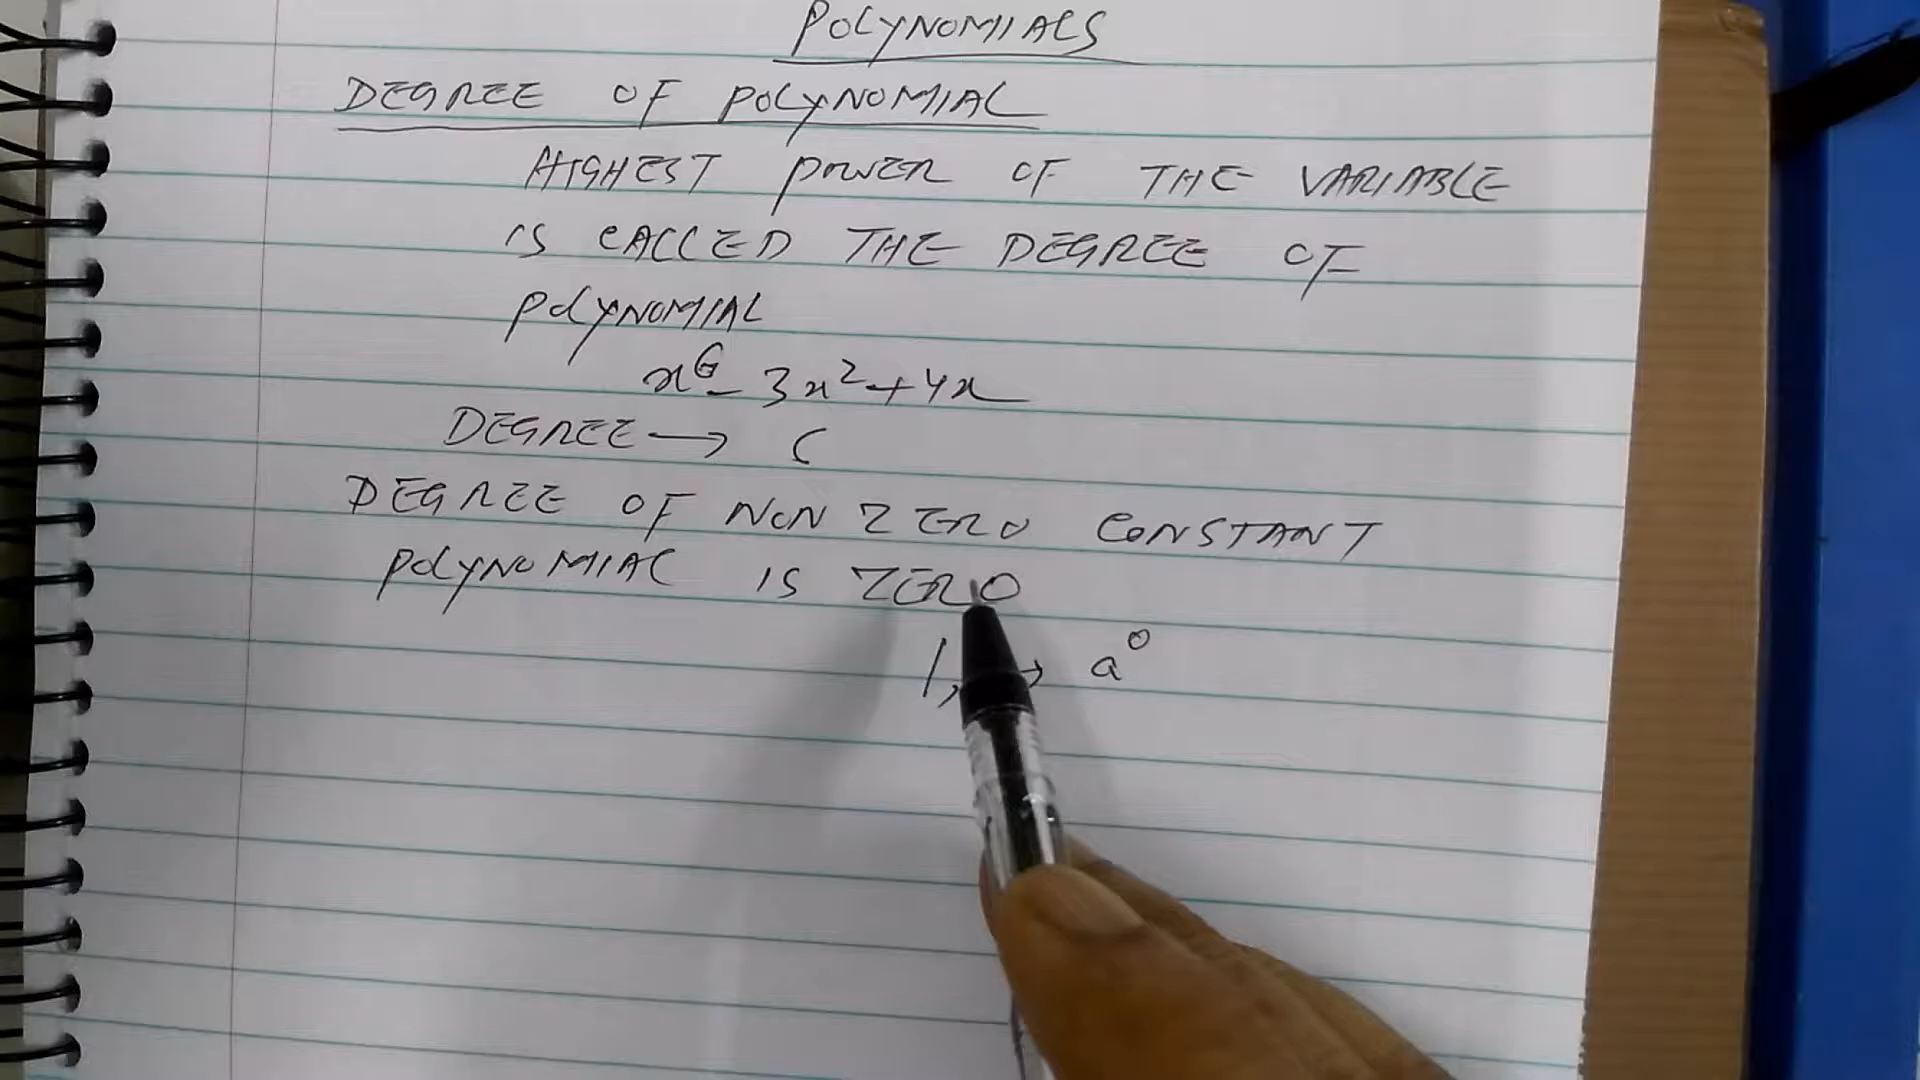 POLYNOMIALS
DEGREE OF POLYNOMIAL
HIGHEST POWER OF THE VARIABLE
IS CALLED THE DEGREE OF
POLYNOMIAL
x⁶ - 3x² + 4x
DEGREE → 6
DEGREE OF NON ZERO CONSTANT
POLYNOMIAL IS ZERO
1, → a⁰